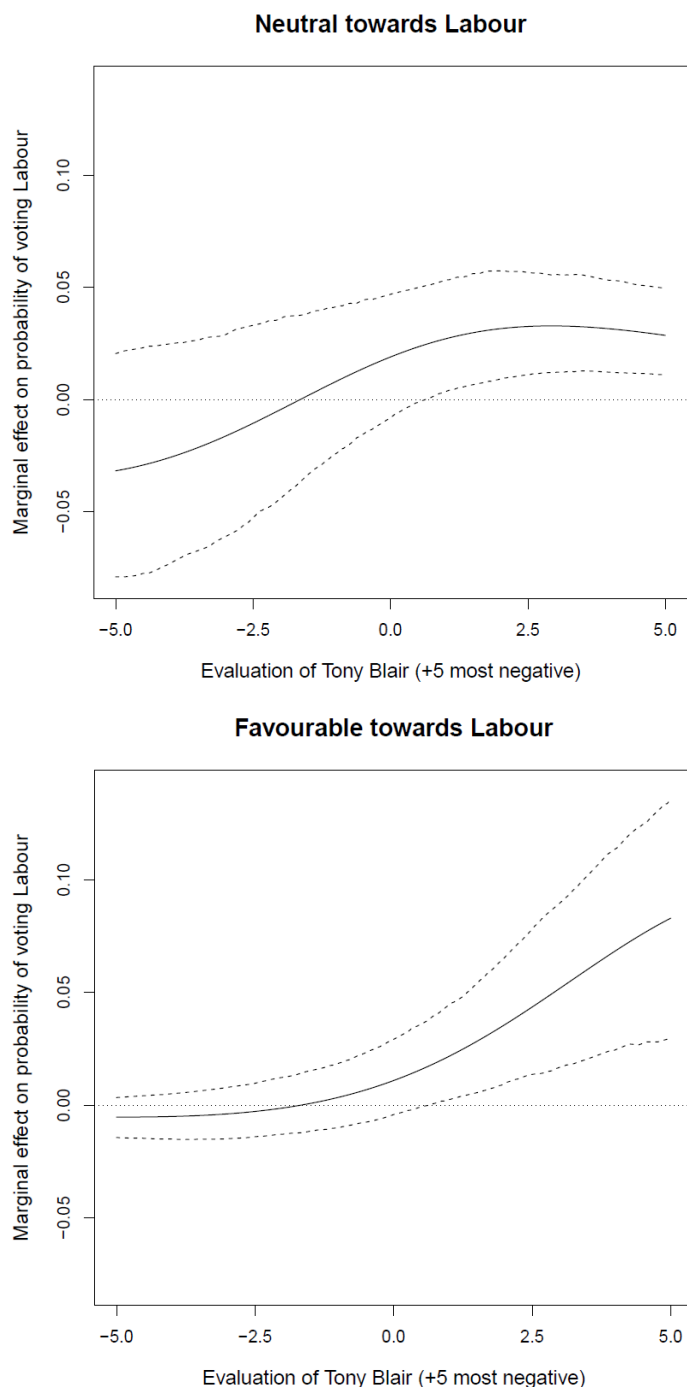 Neutral towards Labour
Marginal effect on probability of voting Labour
0.10
0.05
0.00
−0.05
−5.0 −2.5 0.0 2.5 5.0
Evaluation of Tony Blair (+5 most negative)
Favourable towards Labour
Marginal effect on probability of voting Labour
0.10
0.05
0.00
−0.05
−5.0 −2.5 0.0 2.5 5.0
Evaluation of Tony Blair (+5 most negative)